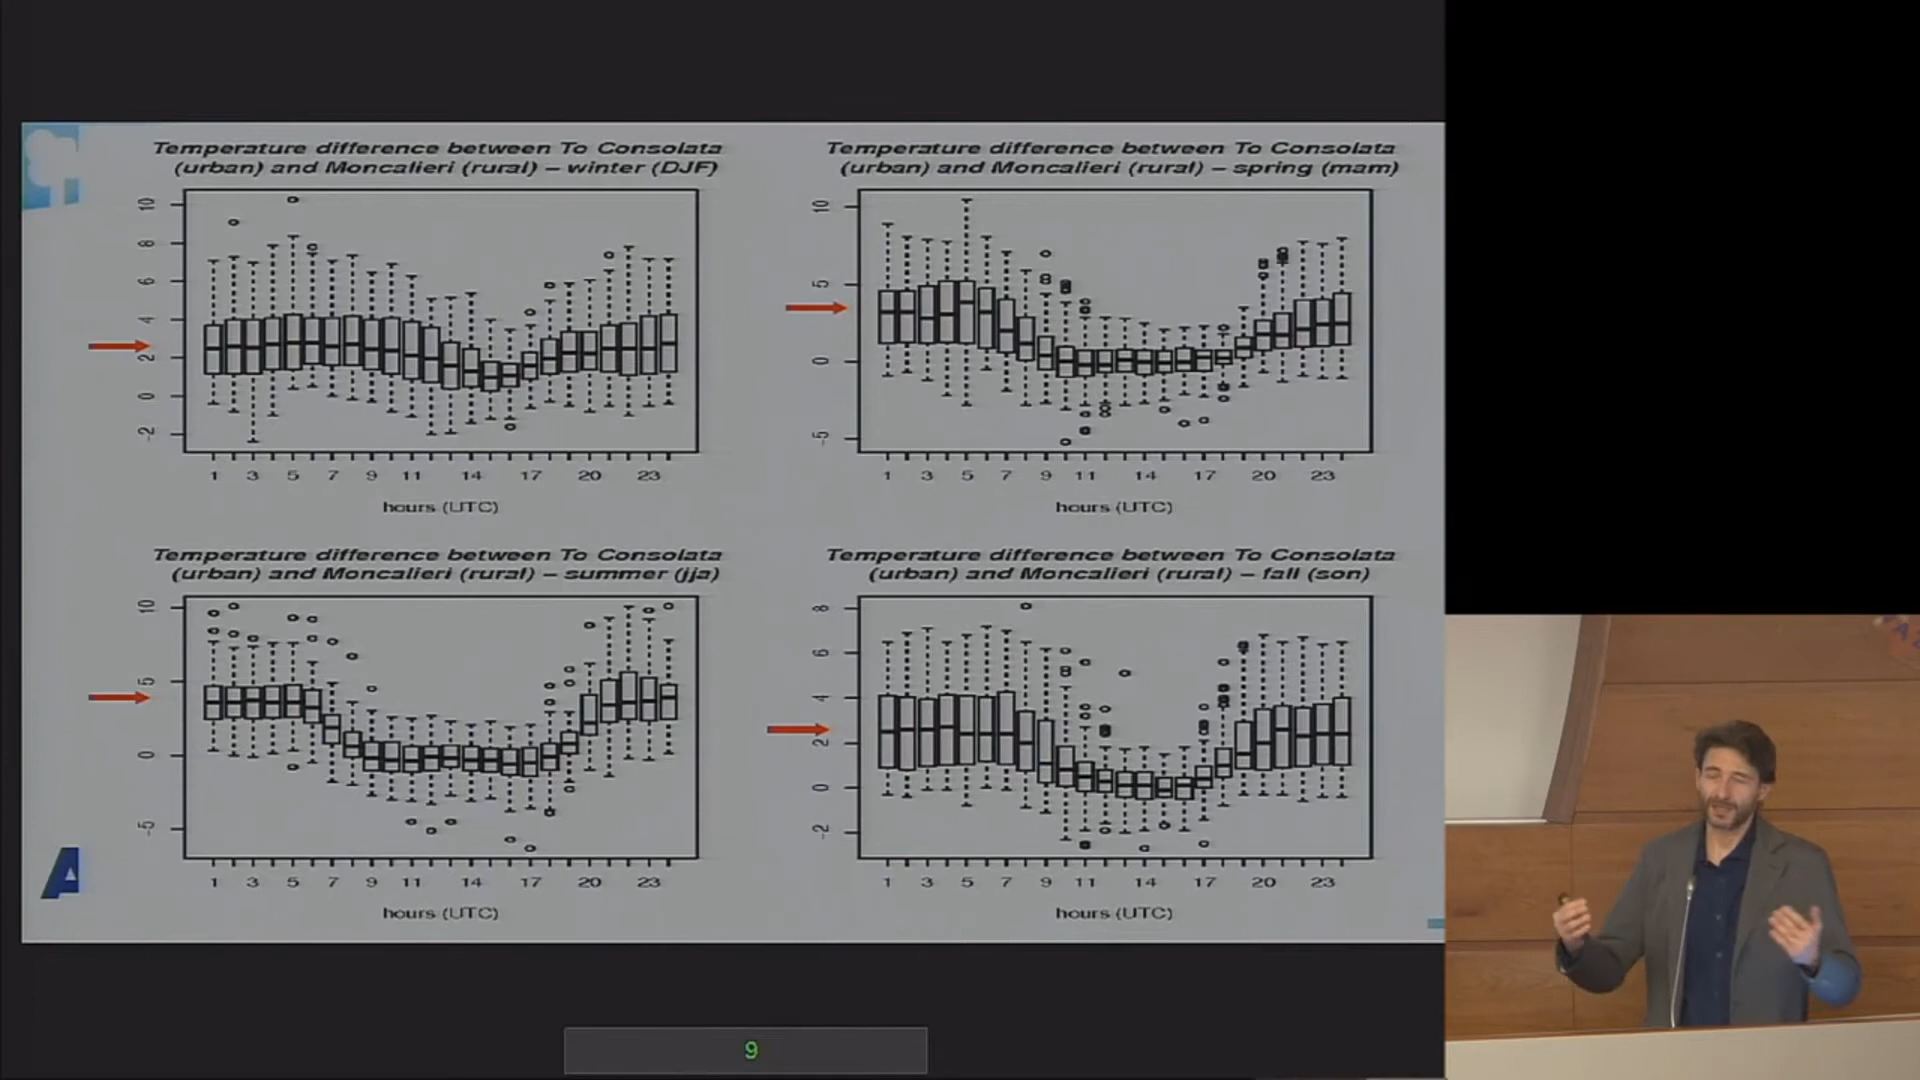 Temperature difference between To Consolata
(urban) and Moncalieri (rural) – winter (DJF)
10
8
6
4
2
0
-2
1 3 5 7 9 11 14 17 20 23
hours (UTC)
Temperature difference between To Consolata
(urban) and Moncalieri (rural) – spring (mam)
10
5
0
-5
1 3 5 7 9 11 14 17 20 23
hours (UTC)
Temperature difference between To Consolata
(urban) and Moncalieri (rural) – summer (jja)
10
5
0
-5
1 3 5 7 9 11 14 17 20 23
hours (UTC)
Temperature difference between To Consolata
(urban) and Moncalieri (rural) – fall (son)
8
6
4
2
0
-2
1 3 5 7 9 11 14 17 20 23
hours (UTC)
A
9